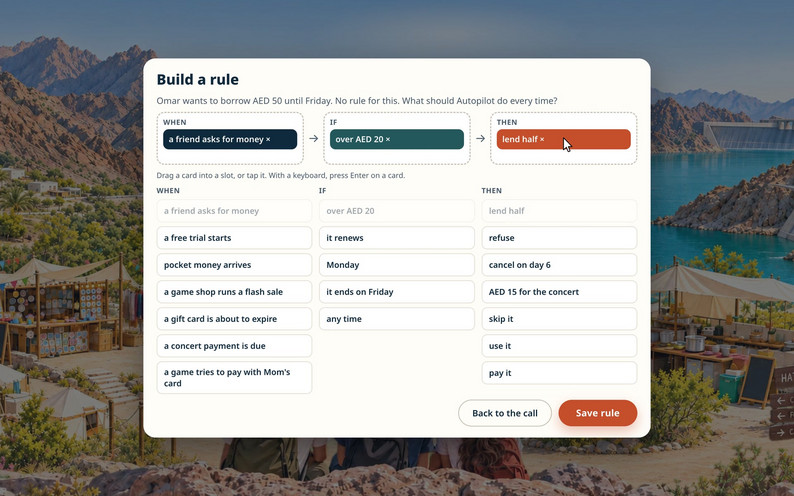 Build a rule
Omar wants to borrow AED 50 until Friday. No rule for this. What should Autopilot do every time?
WHEN
a friend asks for money ×
→
IF
over AED 20 ×
→
THEN
lend half ×
Drag a card into a slot, or tap it. With a keyboard, press Enter on a card.
WHEN
a friend asks for money
a free trial starts
pocket money arrives
a game shop runs a flash sale
a gift card is about to expire
a concert payment is due
a game tries to pay with Mom's
card
IF
over AED 20
it renews
Monday
it ends on Friday
any time
THEN
lend half
refuse
cancel on day 6
AED 15 for the concert
skip it
use it
pay it
Back to the call
Save rule